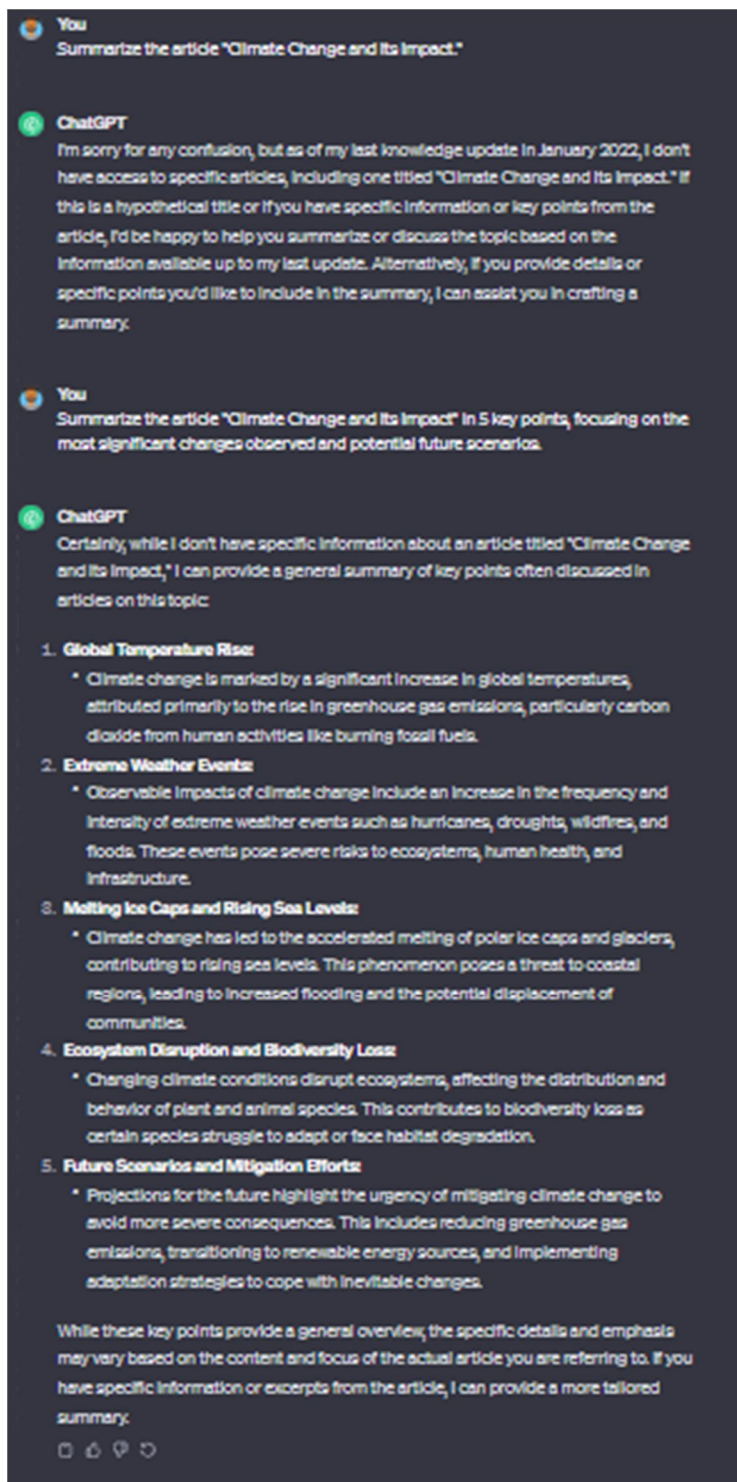 You
Summarize the article "Climate Change and Its Impact."
ChatGPT
I'm sorry for any confusion, but as of my last knowledge update in January 2022, I don't
have access to specific articles, including one titled "Climate Change and Its Impact." If
this is a hypothetical title or if you have specific information or key points from the
article, I'd be happy to help you summarize or discuss the topic based on the
information available up to my last update. Alternatively, if you provide details or
specific points you'd like to include in the summary, I can assist you in crafting a
summary.
You
Summarize the article "Climate Change and Its Impact" in 5 key points, focusing on the
most significant changes observed and potential future scenarios.
ChatGPT
Certainly, while I don't have specific information about an article titled "Climate Change
and Its Impact," I can provide a general summary of key points often discussed in
articles on this topic:
1. Global Temperature Rise:
• Climate change is marked by a significant increase in global temperatures,
attributed primarily to the rise in greenhouse gas emissions, particularly carbon
dioxide from human activities like burning fossil fuels.
2. Extreme Weather Events:
• Observable impacts of climate change include an increase in the frequency and
intensity of extreme weather events such as hurricanes, droughts, wildfires, and
floods. These events pose severe risks to ecosystems, human health, and
infrastructure.
3. Melting Ice Caps and Rising Sea Levels:
• Climate change has led to the accelerated melting of polar ice caps and glaciers,
contributing to rising sea levels. This phenomenon poses a threat to coastal
regions, leading to increased flooding and the potential displacement of
communities.
4. Ecosystem Disruption and Biodiversity Loss:
• Changing climate conditions disrupt ecosystems, affecting the distribution and
behavior of plant and animal species. This contributes to biodiversity loss as
certain species struggle to adapt or face habitat degradation.
5. Future Scenarios and Mitigation Efforts:
• Projections for the future highlight the urgency of mitigating climate change to
avoid more severe consequences. This includes reducing greenhouse gas
emissions, transitioning to renewable energy sources, and implementing
adaptation strategies to cope with inevitable changes.
While these key points provide a general overview, the specific details and emphasis
may vary based on the content and focus of the actual article you are referring to. If you
have specific information or excerpts from the article, I can provide a more tailored
summary.